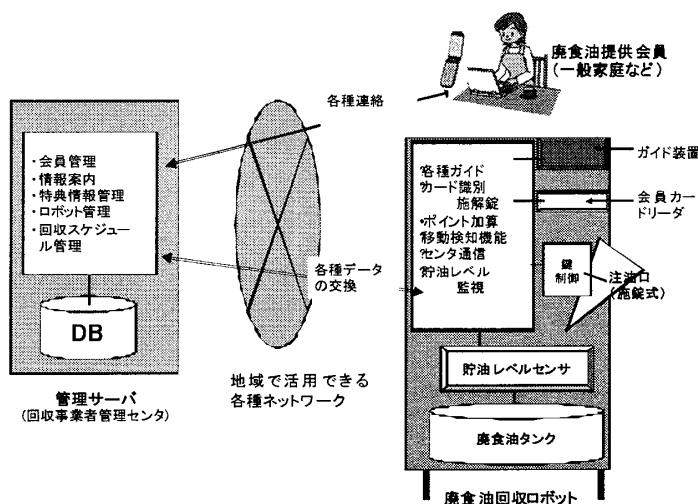 廃食油提供会員
（一般家庭など）
各種連絡
・会員管理
・情報案内
・特典情報管理
・ロボット管理
・回収スケジュー
ル管理
DB
管理サーバ
(回収事業者管理センタ)
各種データ
の交換
地域で活用できる
各種ネットワーク
・各種ガイド
・カード識別
施解錠
・ポイント加算
・移動検知機能
・センタ通信
・貯油レベル
監視
ガイド装置
会員カー
ドリーダ
鍵
制御
注油口
(施錠式)
貯油レベルセンサ
廃食油タンク
廃食油回収ロボット